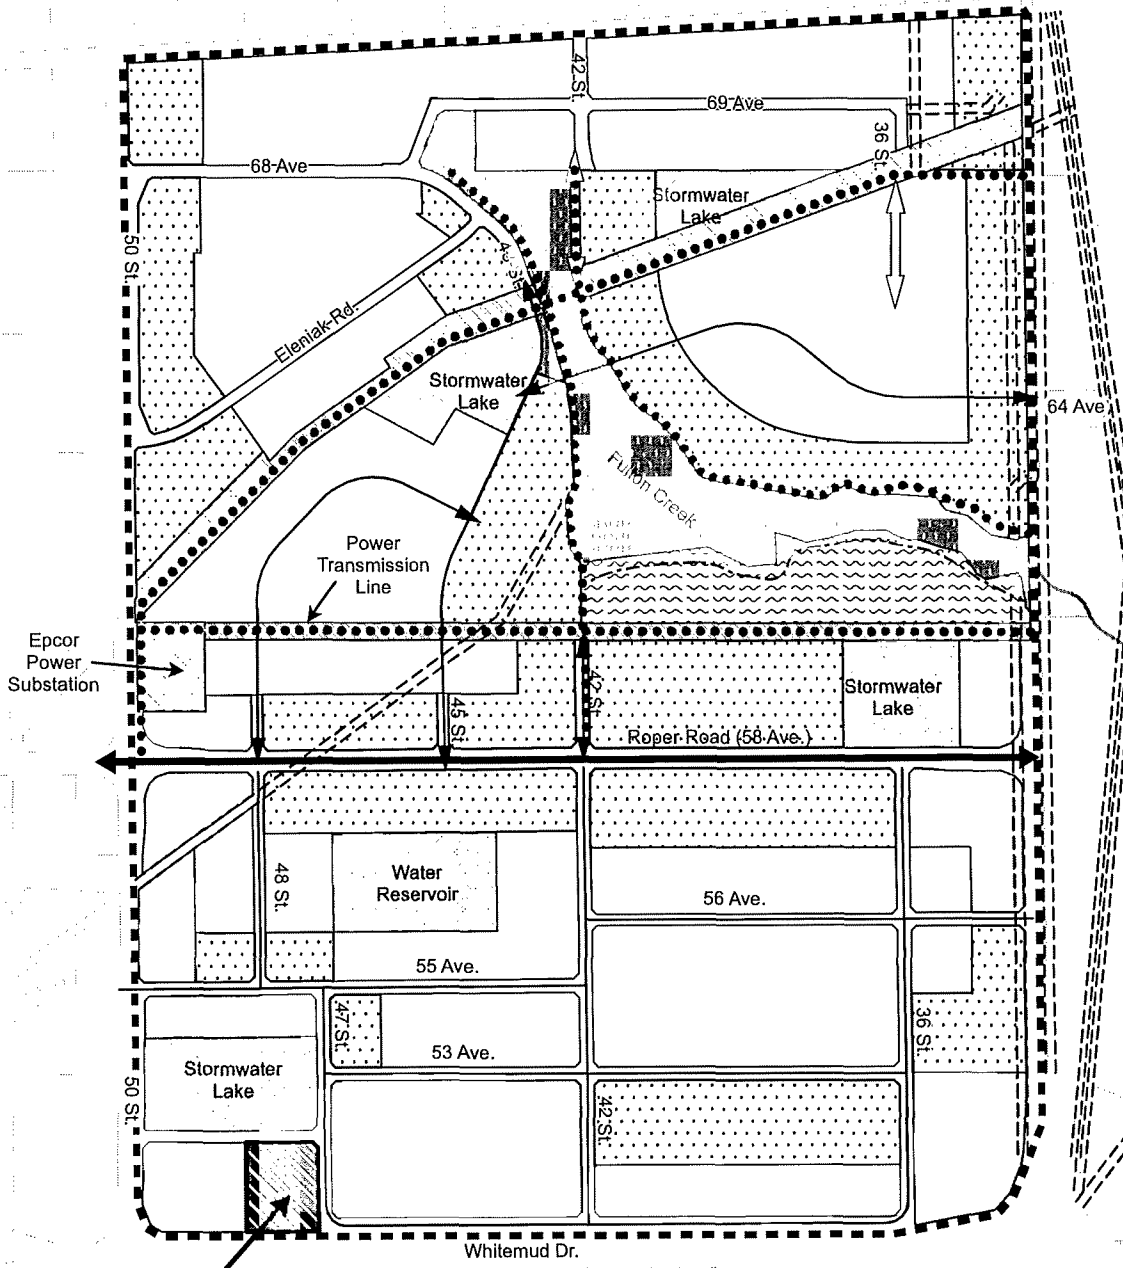 42 St.
69 Ave
36 St.
68 Ave
Stormwater
Lake
50 St.
Eleniak Rd.
Stormwater
Lake
64 Ave
Fulton Creek
Power
Transmission
Line
Epcor
Power
Substation
42 St
Stormwater
Lake
45 St
Roper Road (58 Ave.)
48 St.
Water
Reservoir
56 Ave.
55 Ave.
47 St.
36 St.
53 Ave.
Stormwater
Lake
50 St.
42 St.
Whitemud Dr.